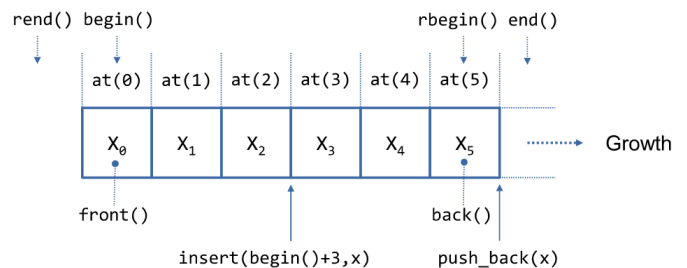 rend() begin() rbegin() end()
at(0) at(1) at(2) at(3) at(4) at(5)
X₀ X₁ X₂ X₃ X₄ X₅ Growth
front() back()
insert(begin()+3,x) push_back(x)